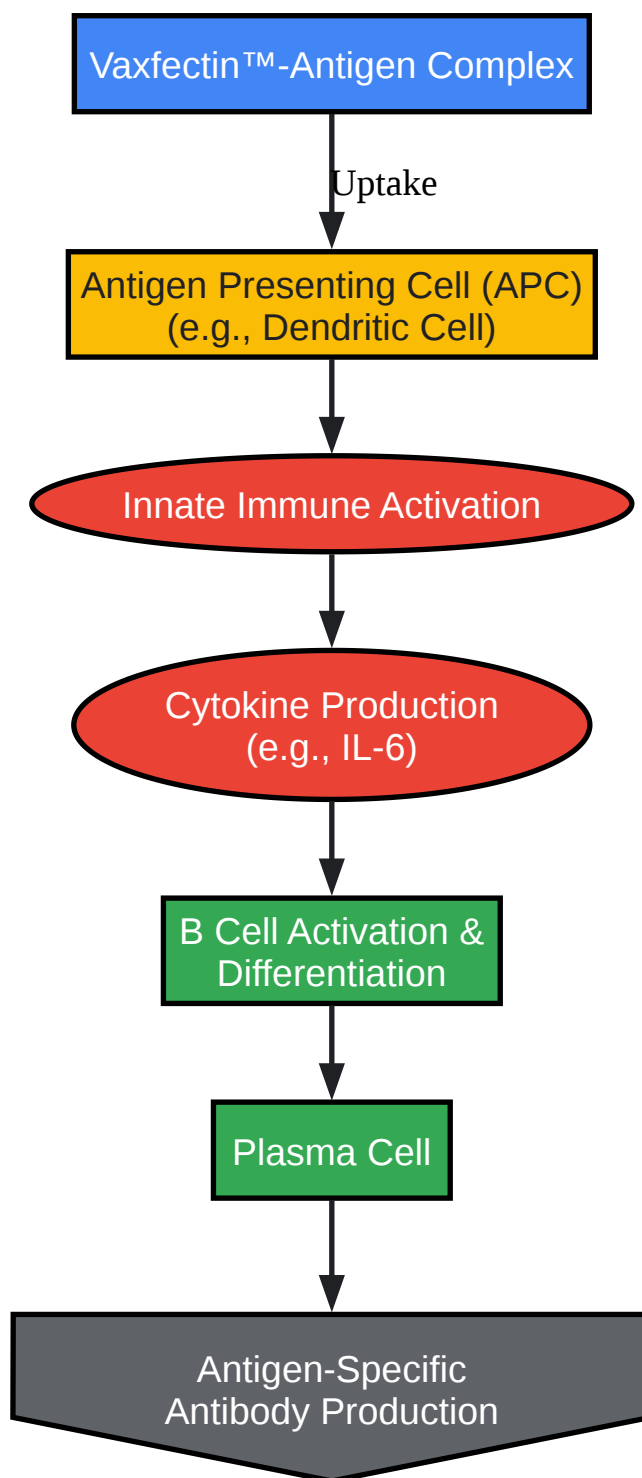 Vaxfectin™-Antigen Complex
Uptake
Antigen Presenting Cell (APC)
(e.g., Dendritic Cell)
Innate Immune Activation
Cytokine Production
(e.g., IL-6)
B Cell Activation &
Differentiation
Plasma Cell
Antigen-Specific
Antibody Production